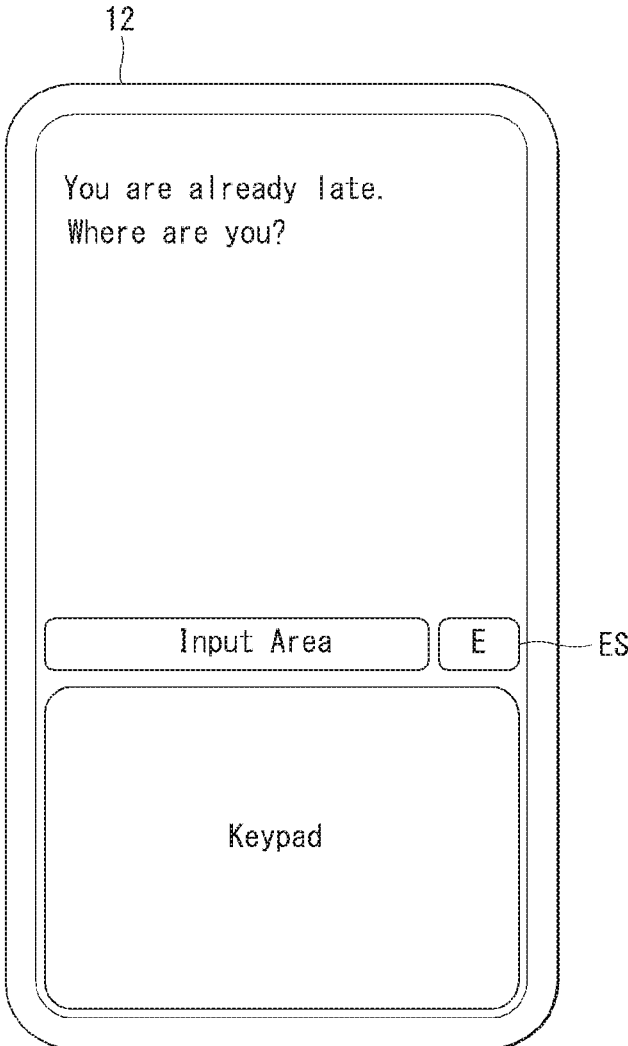 12
You are already late.
Where are you?
Input Area
E
ES
Keypad